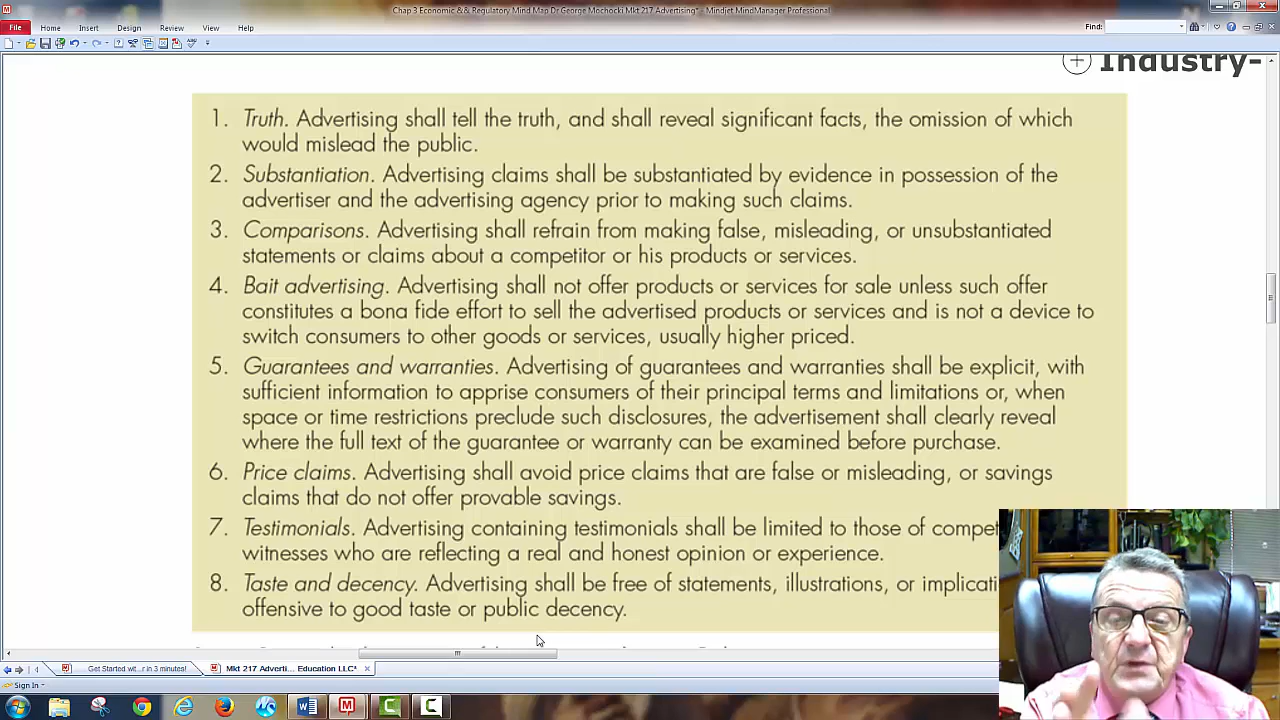 Chap 3 Economic && Regulatory Mind Map Dr George Mochocki Mkt 217 Advertising* - Mindjet MindManager Professional
File Home Insert Design Review View Help Find:
Industry-
1. Truth. Advertising shall tell the truth, and shall reveal significant facts, the omission of which
would mislead the public.
2. Substantiation. Advertising claims shall be substantiated by evidence in possession of the
advertiser and the advertising agency prior to making such claims.
3. Comparisons. Advertising shall refrain from making false, misleading, or unsubstantiated
statements or claims about a competitor or his products or services.
4. Bait advertising. Advertising shall not offer products or services for sale unless such offer
constitutes a bona fide effort to sell the advertised products or services and is not a device to
switch consumers to other goods or services, usually higher priced.
5. Guarantees and warranties. Advertising of guarantees and warranties shall be explicit, with
sufficient information to apprise consumers of their principal terms and limitations or, when
space or time restrictions preclude such disclosures, the advertisement shall clearly reveal
where the full text of the guarantee or warranty can be examined before purchase.
6. Price claims. Advertising shall avoid price claims that are false or misleading, or savings
claims that do not offer provable savings.
7. Testimonials. Advertising containing testimonials shall be limited to those of compet
witnesses who are reflecting a real and honest opinion or experience.
8. Taste and decency. Advertising shall be free of statements, illustrations, or implicati
offensive to good taste or public decency.
Get Started wit...r in 3 minutes! Mkt 217 Adverti... Education LLC*
Sign In